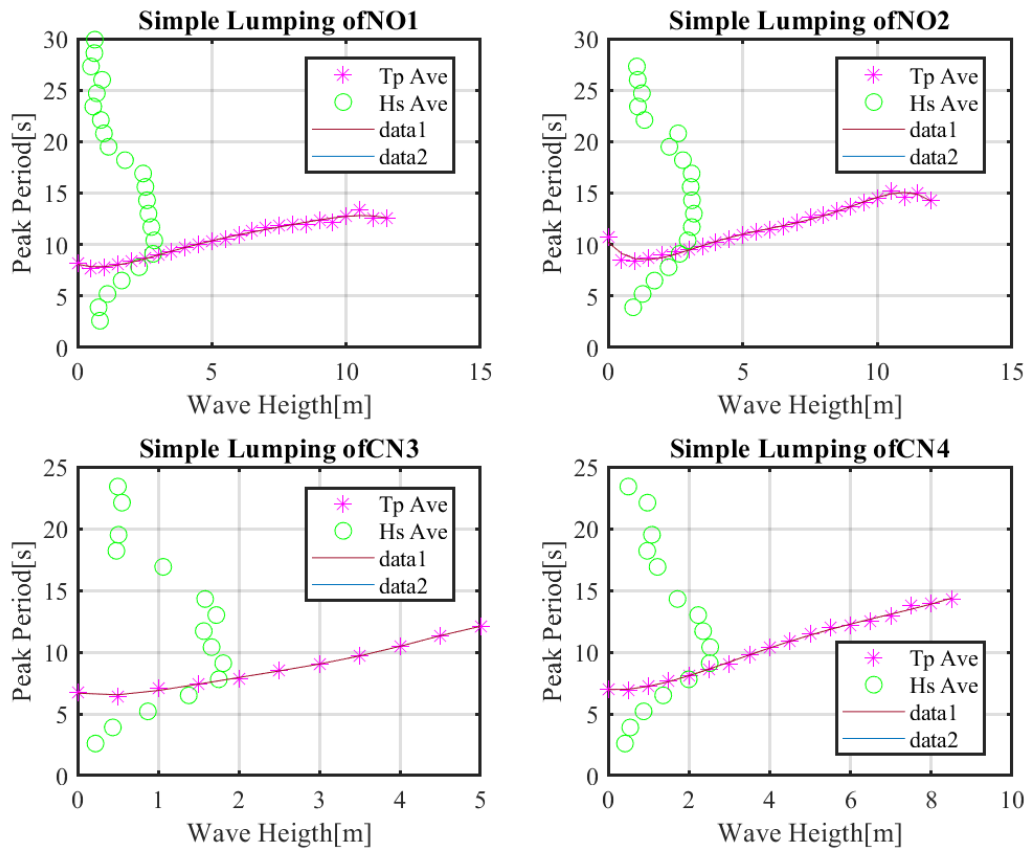 Simple Lumping ofNO1
30
25
20
15
10
5
0
Peak Period[s]
Tp Ave
Hs Ave
data1
data2
0 5 10 15
Wave Heigth[m]
Simple Lumping ofNO2
30
25
20
15
10
5
0
Peak Period[s]
Tp Ave
Hs Ave
data1
data2
0 5 10 15
Wave Heigth[m]
Simple Lumping ofCN3
25
20
15
10
5
0
Peak Period[s]
Tp Ave
Hs Ave
data1
data2
0 1 2 3 4 5
Wave Heigth[m]
Simple Lumping ofCN4
25
20
15
10
5
0
Peak Period[s]
Tp Ave
Hs Ave
data1
data2
0 2 4 6 8 10
Wave Heigth[m]